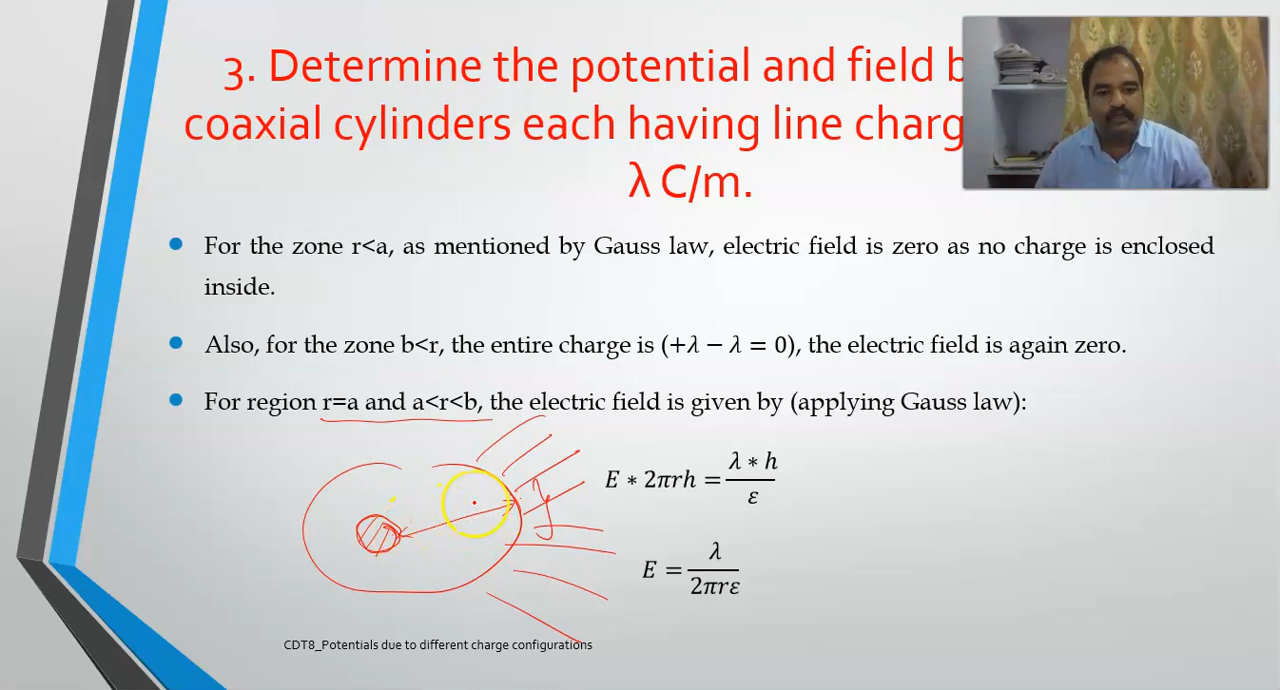 3. Determine the potential and field
coaxial cylinders each having line
λ C/m.
For the zone r<a, as mentioned by Gauss law, electric field is zero as no charge is enclosed
inside.
Also, for the zone b<r, the entire charge is (+λ − λ = 0), the electric field is again zero.
For region r=a and a<r<b, the electric field is given by (applying Gauss law):
E ∗ 2πrh = λ ∗ h / ε
E = λ / 2πrε
CDT8_Potentials due to different charge configurations